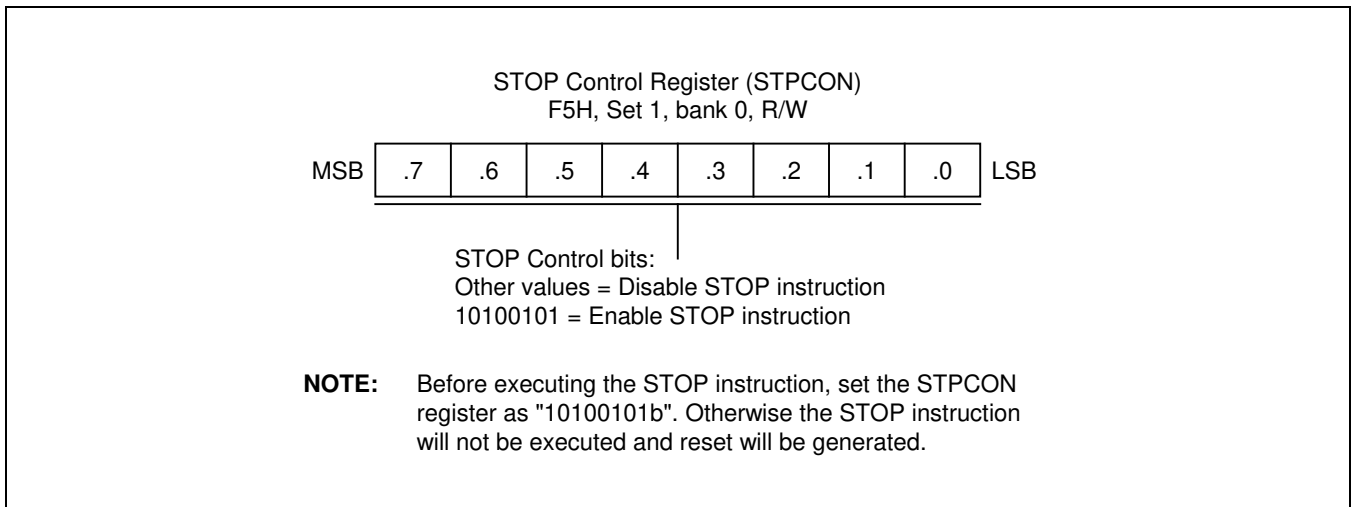 STOP Control Register (STPCON)
F5H, Set 1, bank 0, R/W
MSB .7 .6 .5 .4 .3 .2 .1 .0 LSB
STOP Control bits:
Other values = Disable STOP instruction
10100101 = Enable STOP instruction
NOTE: Before executing the STOP instruction, set the STPCON
register as "10100101b". Otherwise the STOP instruction
will not be executed and reset will be generated.